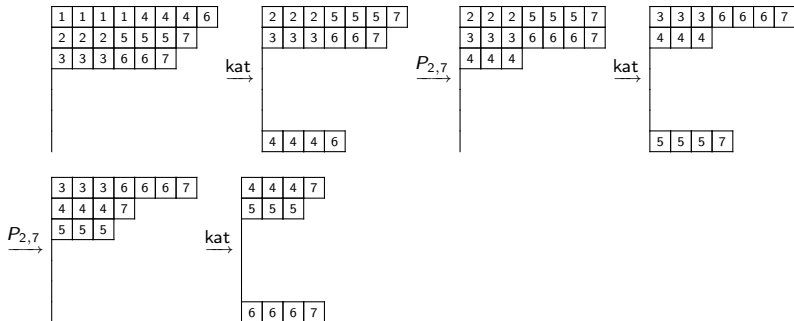 1 1 1 1 4 4 4 6
2 2 2 5 5 5 7
3 3 3 6 6 7
kat
2 2 2 5 5 5 7
3 3 3 6 6 7
4 4 4 6
P2,7
2 2 2 5 5 5 7
3 3 3 6 6 6 7
4 4 4
kat
3 3 3 6 6 6 7
4 4 4
5 5 5 7
P2,7
3 3 3 6 6 6 7
4 4 4 7
5 5 5
kat
4 4 4 7
5 5 5
6 6 6 7